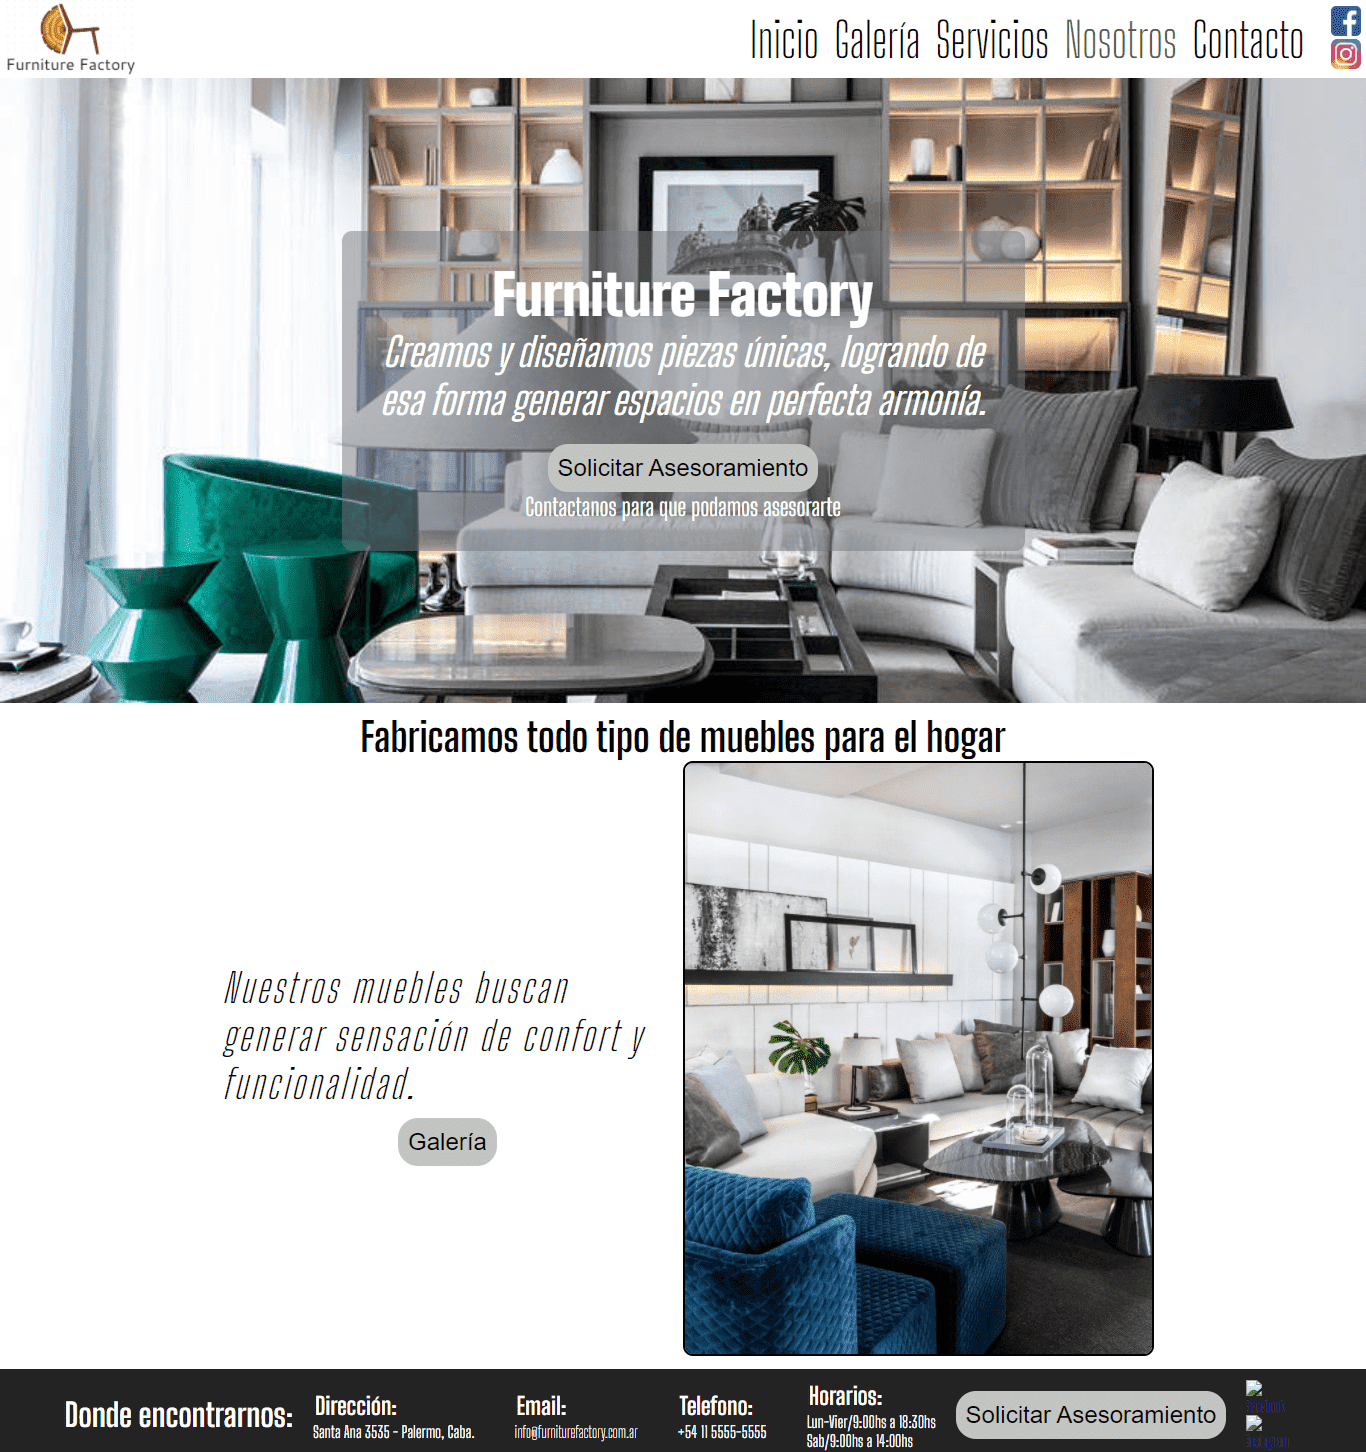 Furniture Factory
Inicio Galería Servicios Nosotros Contacto
Furniture Factory
Creamos y diseñamos piezas únicas, logrando de
esa forma generar espacios en perfecta armonía.
Solicitar Asesoramiento
Contactanos para que podamos asesorarte
Fabricamos todo tipo de muebles para el hogar
Nuestros muebles buscan
generar sensación de confort y
funcionalidad.
Galería
Donde encontrarnos:
Dirección:
Santa Ana 3535 - Palermo, Caba.
Email:
info@furniturefactory.com.ar
Telefono:
+54 11 5555-5555
Horarios:
Lun-Vier/9:00hs a 18:30hs
Sab/9:00hs a 14:00hs
Solicitar Asesoramiento